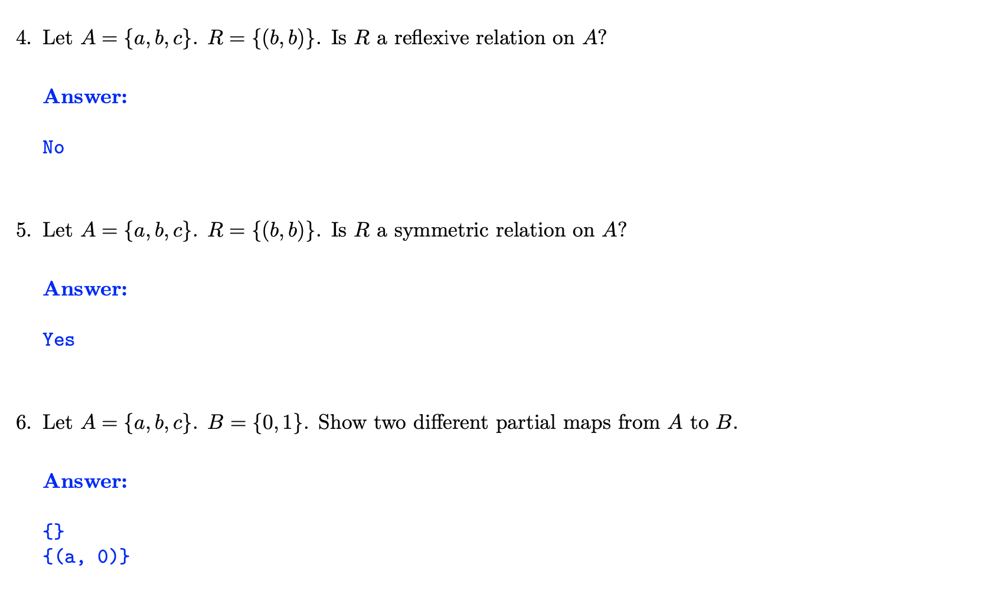 4. Let A = {a, b, c}. R = {(b, b)}. Is R a reflexive relation on A?
Answer:
No
5. Let A = {a, b, c}. R = {(b, b)}. Is R a symmetric relation on A?
Answer:
Yes
6. Let A = {a, b, c}. B = {0, 1}. Show two different partial maps from A to B.
Answer:
{}
{(a, 0)}